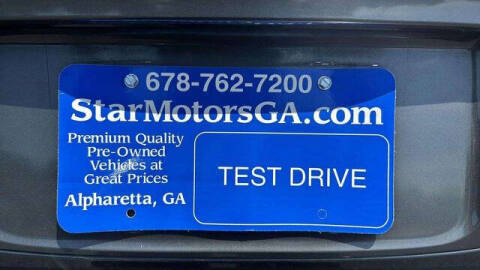 678-762-7200
StarMotorsGA.com
Premium Quality
Pre-Owned
Vehicles at
Great Prices
Alpharetta, GA
TEST DRIVE